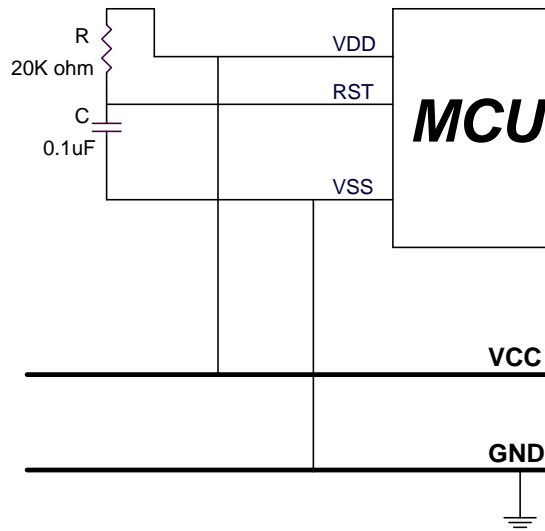 R
20K ohm
C
0.1uF
VDD
RST
VSS
MCU
VCC
GND